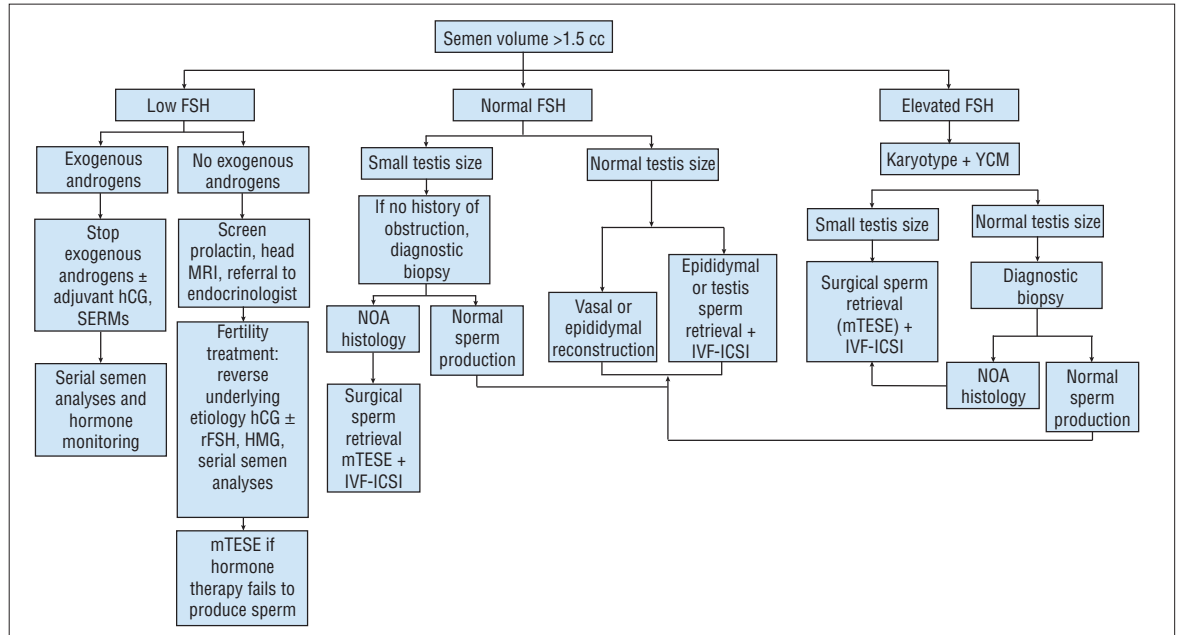 Semen volume >1.5 cc
Low FSH
Normal FSH
Elevated FSH
Exogenous
androgens
No exogenous
androgens
Small testis size
Normal testis size
Karyotype + YCM
Stop
exogenous
androgens ±
adjuvant hCG,
SERMs
Screen
prolactin, head
MRI, referral to
endocrinologist
If no history of
obstruction,
diagnostic
biopsy
Small testis size
Normal testis size
Serial semen
analyses and
hormone
monitoring
Fertility
treatment:
reverse
underlying
etiology hCG ±
rFSH, HMG,
serial semen
analyses
NOA
histology
Normal
sperm
production
Vasal or
epididymal
reconstruction
Epididymal
or testis
sperm
retrieval +
IVF-ICSI
Surgical sperm
retrieval
(mTESE) +
IVF-ICSI
Diagnostic
biopsy
Surgical
sperm
retrieval
mTESE +
IVF-ICSI
NOA
histology
Normal
sperm
production
mTESE if
hormone
therapy fails to
produce sperm